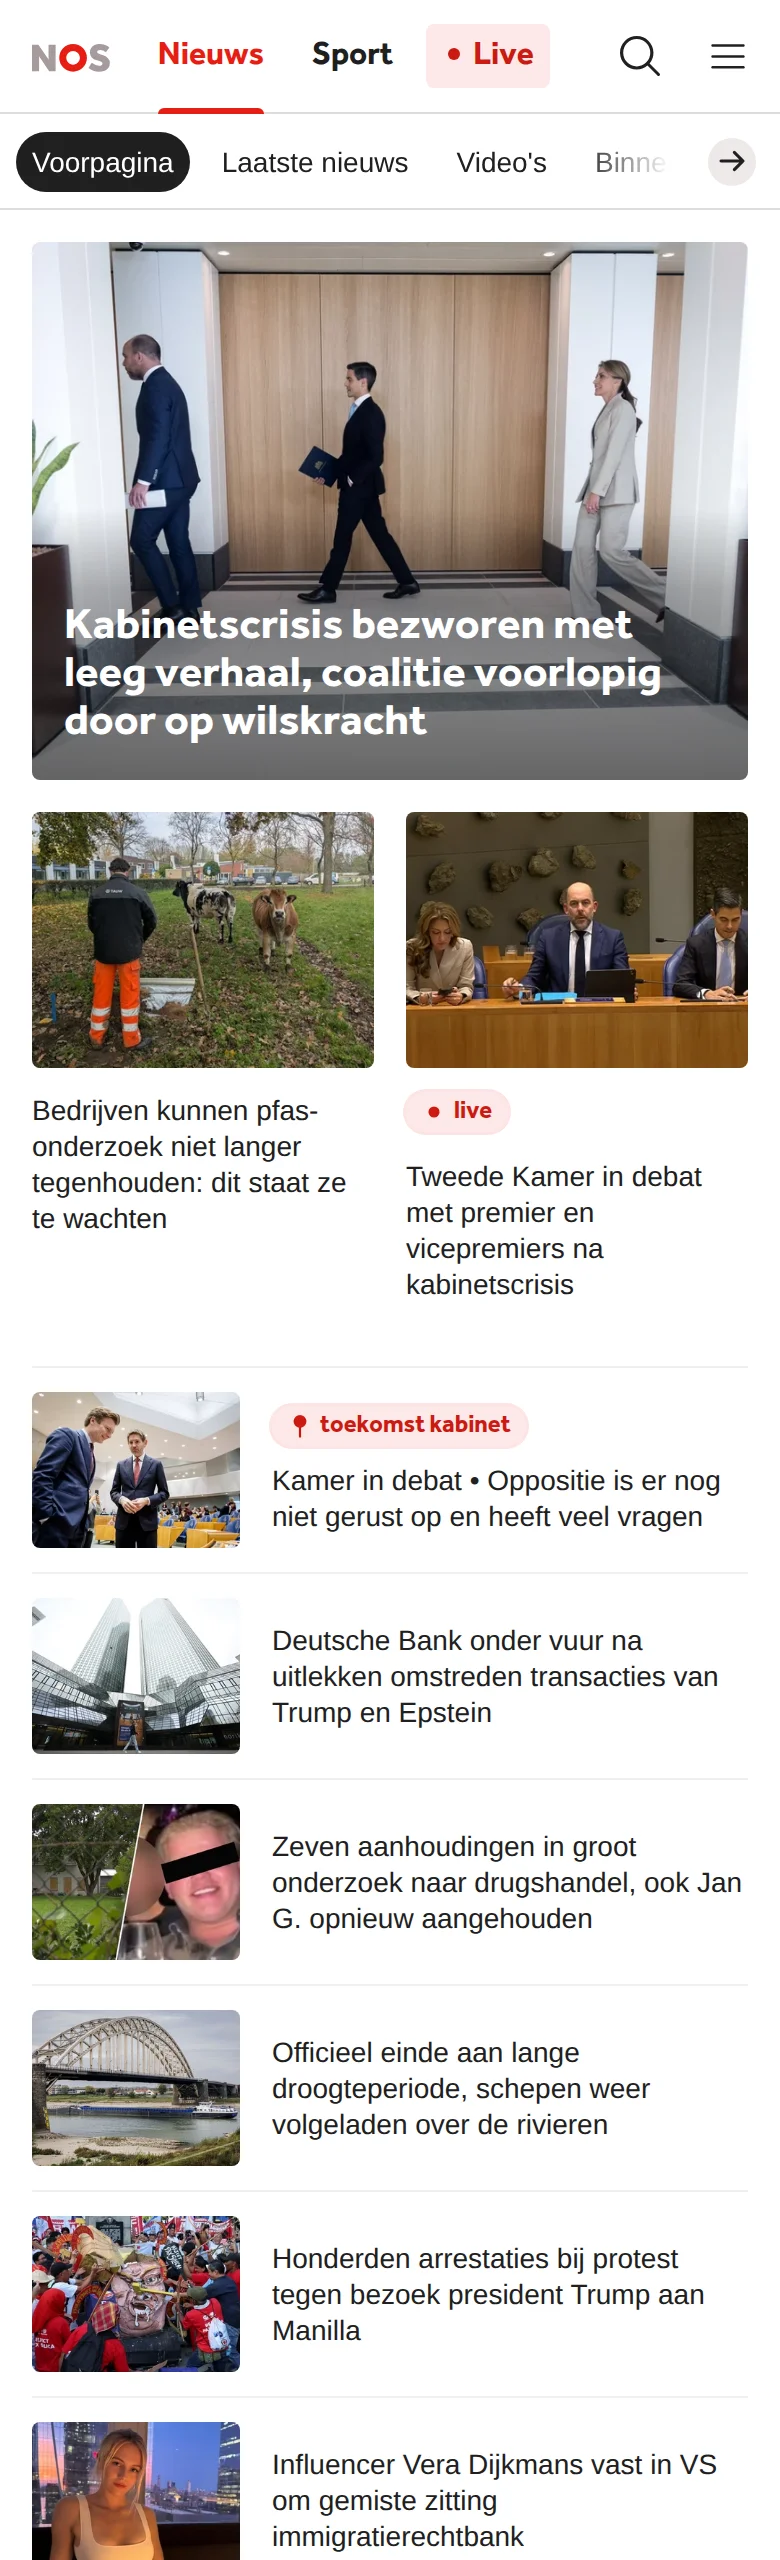 NOS
Nieuws
Sport
Live
Voorpagina
Laatste nieuws
Video's
Binne
Kabinetscrisis bezworen met
leeg verhaal, coalitie voorlopig
door op wilskracht
Bedrijven kunnen pfas-
onderzoek niet langer
tegenhouden: dit staat ze
te wachten
live
Tweede Kamer in debat
met premier en
vicepremiers na
kabinetscrisis
toekomst kabinet
Kamer in debat • Oppositie is er nog
niet gerust op en heeft veel vragen
Deutsche Bank onder vuur na
uitlekken omstreden transacties van
Trump en Epstein
Zeven aanhoudingen in groot
onderzoek naar drugshandel, ook Jan
G. opnieuw aangehouden
Officieel einde aan lange
droogteperiode, schepen weer
volgeladen over de rivieren
Honderden arrestaties bij protest
tegen bezoek president Trump aan
Manilla
Influencer Vera Dijkmans vast in VS
om gemiste zitting
immigratierechtbank